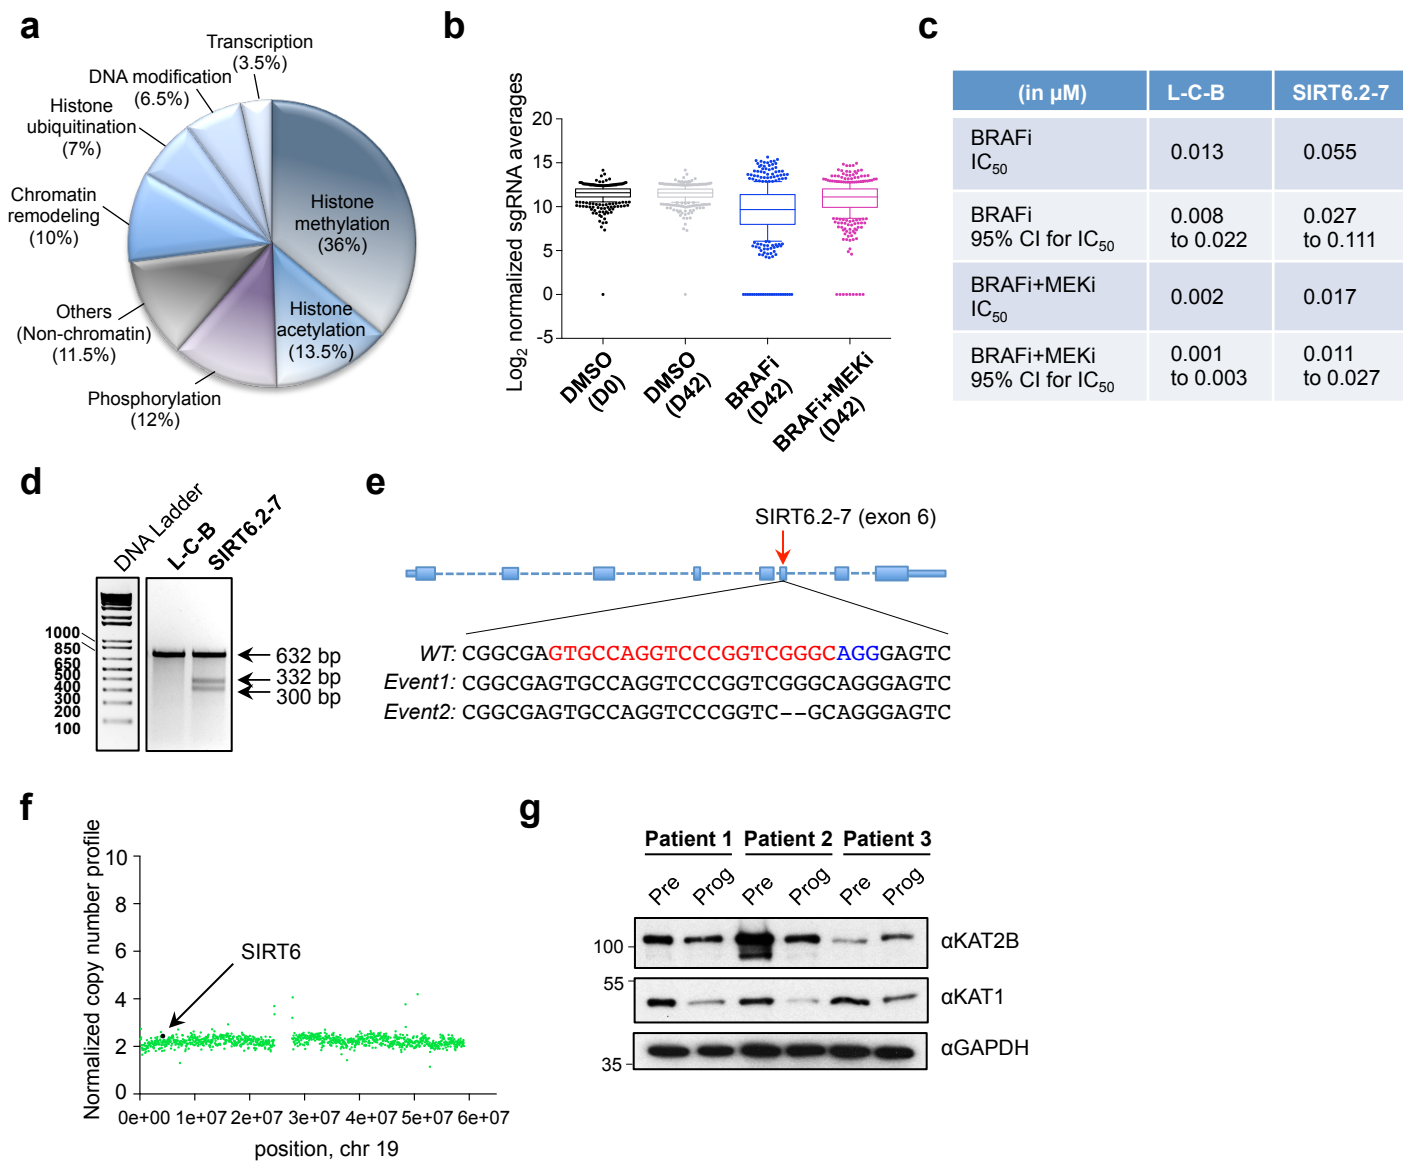 a
Transcription
(3.5%)
DNA modification
(6.5%)
Histone
ubiquitination
(7%)
Chromatin
remodeling
(10%)
Others
(Non-chromatin)
(11.5%)
Phosphorylation
(12%)
Histone
methylation
(36%)
Histone
acetylation
(13.5%)
b
Log2 normalized sgRNA averages
20
15
10
5
0
-5
DMSO
(D0)
DMSO
(D42)
BRAFi
(D42)
BRAFi+MEKi
(D42)
c
(in µM) L-C-B SIRT6.2-7
BRAFi
IC50
0.013 0.055
BRAFi
95% CI for IC50
0.008
to 0.022
0.027
to 0.111
BRAFi+MEKi
IC50
0.002 0.017
BRAFi+MEKi
95% CI for IC50
0.001
to 0.003
0.011
to 0.027
d
DNA Ladder
L-C-B
SIRT6.2-7
1000
850
650
500
400
300
200
100
632 bp
332 bp
300 bp
e
SIRT6.2-7 (exon 6)
WT: CGGCGAGTGCCAGGTCCCGGTCGGGCAGGGAGTC
Event1: CGGCGAGTGCCAGGTCCCGGTCGGGCAGGGAGTC
Event2: CGGCGAGTGCCAGGTCCCGGTC--GCAGGGAGTC
f
Normalized copy number profile
10
8
6
4
2
0
SIRT6
0e+00 1e+07 2e+07 3e+07 4e+07 5e+07 6e+07
position, chr 19
g
Patient 1 Patient 2 Patient 3
Pre Prog Pre Prog Pre Prog
100
αKAT2B
55
αKAT1
35
αGAPDH